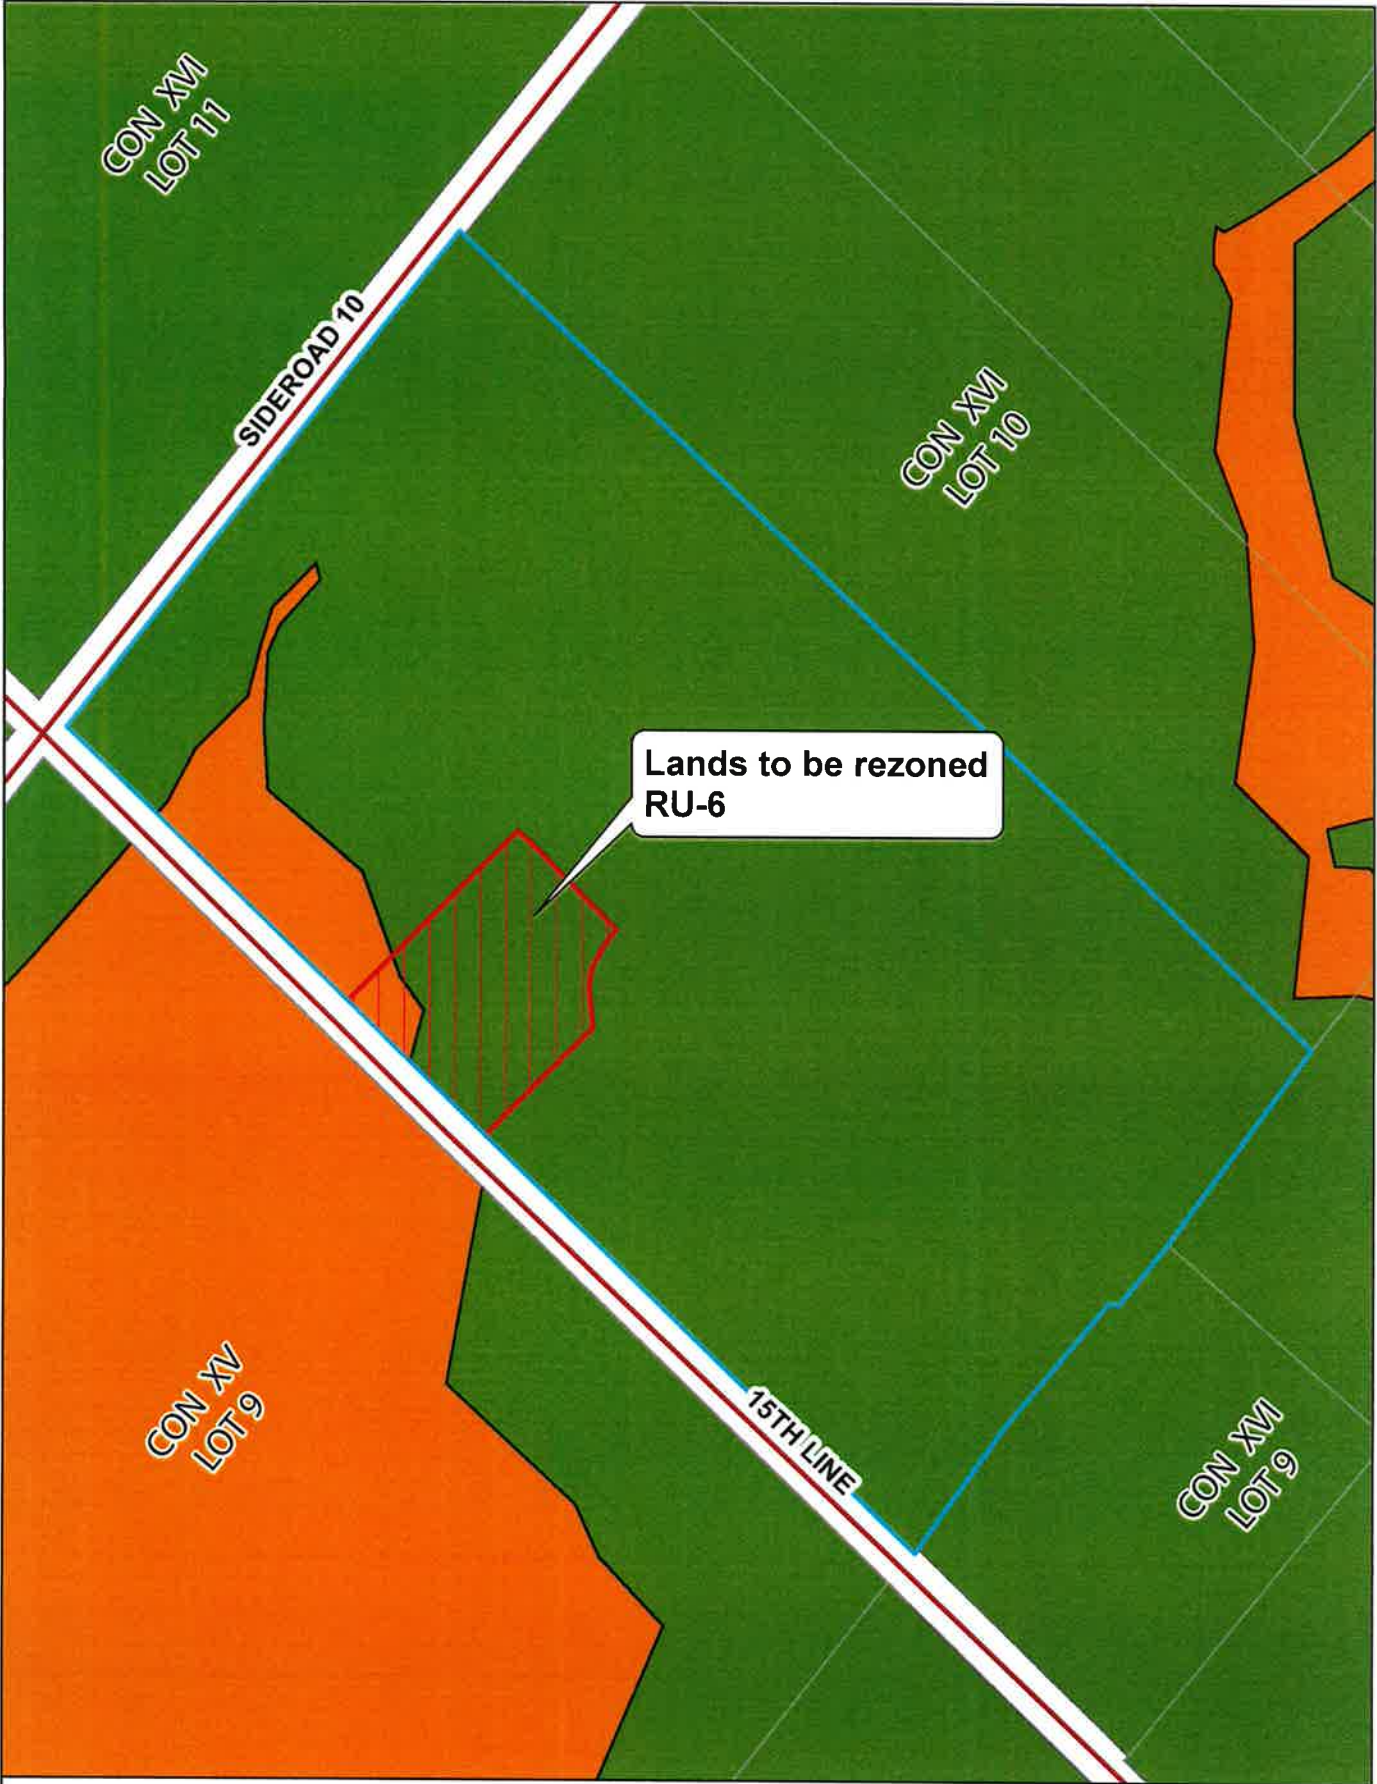 CON XVI
LOT 11
SIDEROAD 10
CON XVI
LOT 10
Lands to be rezoned
RU-6
CON XV
LOT 9
15TH LINE
CON XVI
LOT 9